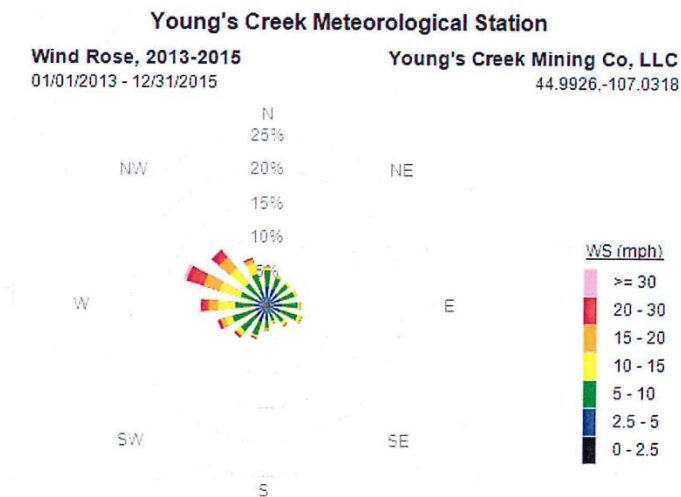 Young's Creek Meteorological Station
Wind Rose, 2013-2015
Young's Creek Mining Co, LLC
01/01/2013 - 12/31/2015
44.9926,-107.0318
N
25%
NW
20%
NE
15%
10%
5%
W
E
SW
SE
S
WS (mph)
>= 30
20 - 30
15 - 20
10 - 15
5 - 10
2.5 - 5
0 - 2.5